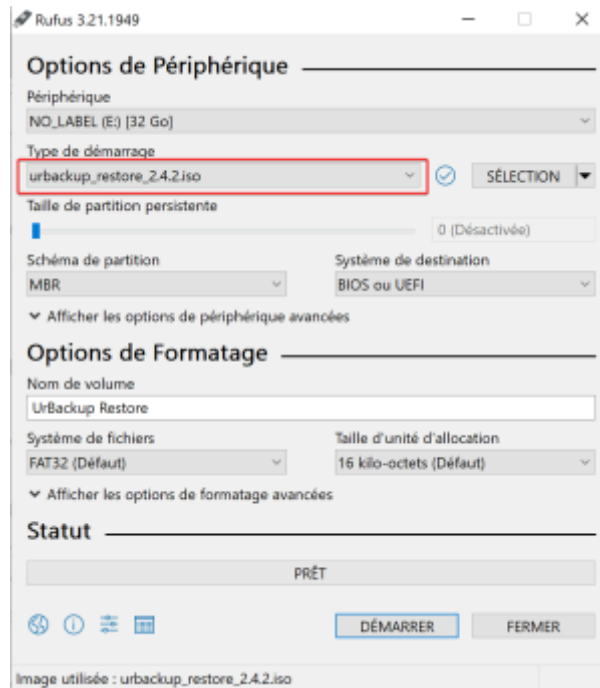 Rufus 3.21.1949
Options de Périphérique
Périphérique
NO_LABEL (E:) [32 Go]
Type de démarrage
urbackup_restore_2.4.2.iso
SÉLECTION
Taille de partition persistente
0 (Désactivée)
Schéma de partition Système de destination
MBR BIOS ou UEFI
Afficher les options de périphérique avancées
Options de Formatage
Nom de volume
UrBackup Restore
Système de fichiers Taille d'unité d'allocation
FAT32 (Défaut) 16 kilo-octets (Défaut)
Afficher les options de formatage avancées
Statut
PRÊT
DÉMARRER FERMER
Image utilisée : urbackup_restore_2.4.2.iso